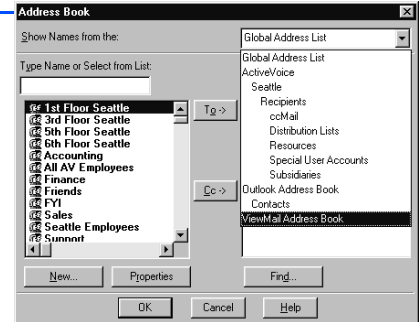 Address Book
Show Names from the:
Global Address List
Type Name or Select from List:
1st Floor Seattle
3rd Floor Seattle
5th Floor Seattle
6th Floor Seattle
Accounting
All AV Employees
Finance
Friends
FYI
Sales
Seattle Employees
Support
To ->
Cc ->
Global Address List
ActiveVoice
Seattle
Recipients
ccMail
Distribution Lists
Resources
Special User Accounts
Subsidiaries
Outlook Address Book
Contacts
ViewMail Address Book
New...
Properties
Find...
OK
Cancel
Help